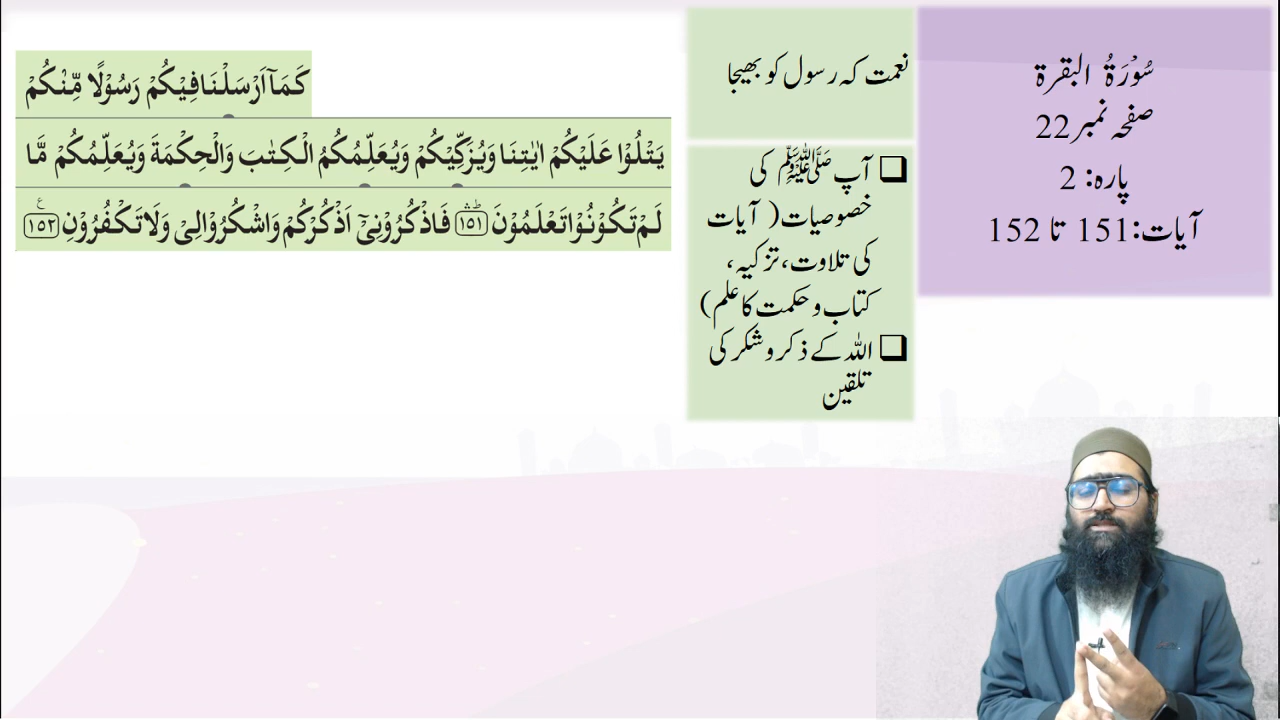 سُوْرَۃُ البقرۃ
صفحہ نمبر22
پارہ: 2
آیات:151 تا 152
نعمت کہ رسول کو بھیجا
❑ آپ ﷺ کی
خصوصیات( آیات
کی تلاوت،تزکیہ،
کتاب و حکمت کا علم)
❑ اللہ کے ذکر و شکر کی
تلقین
كَمَاۤ اَرْسَلْنَا فِیْكُمْ رَسُوْلًا مِّنْكُمْ
یَتْلُوْا عَلَیْكُمْ اٰیٰتِنَا وَیُزَكِّیْكُمْ وَیُعَلِّمُكُمُ الْكِتٰبَ وَالْحِكْمَةَ وَیُعَلِّمُكُمْ مَّا
لَمْ تَكُوْنُوْا تَعْلَمُوْنَ ۱۵۱ فَاذْكُرُوْنِیْۤ اَذْكُرْكُمْ وَاشْكُرُوْا لِیْ وَلَا تَكْفُرُوْنِ ۱۵۲